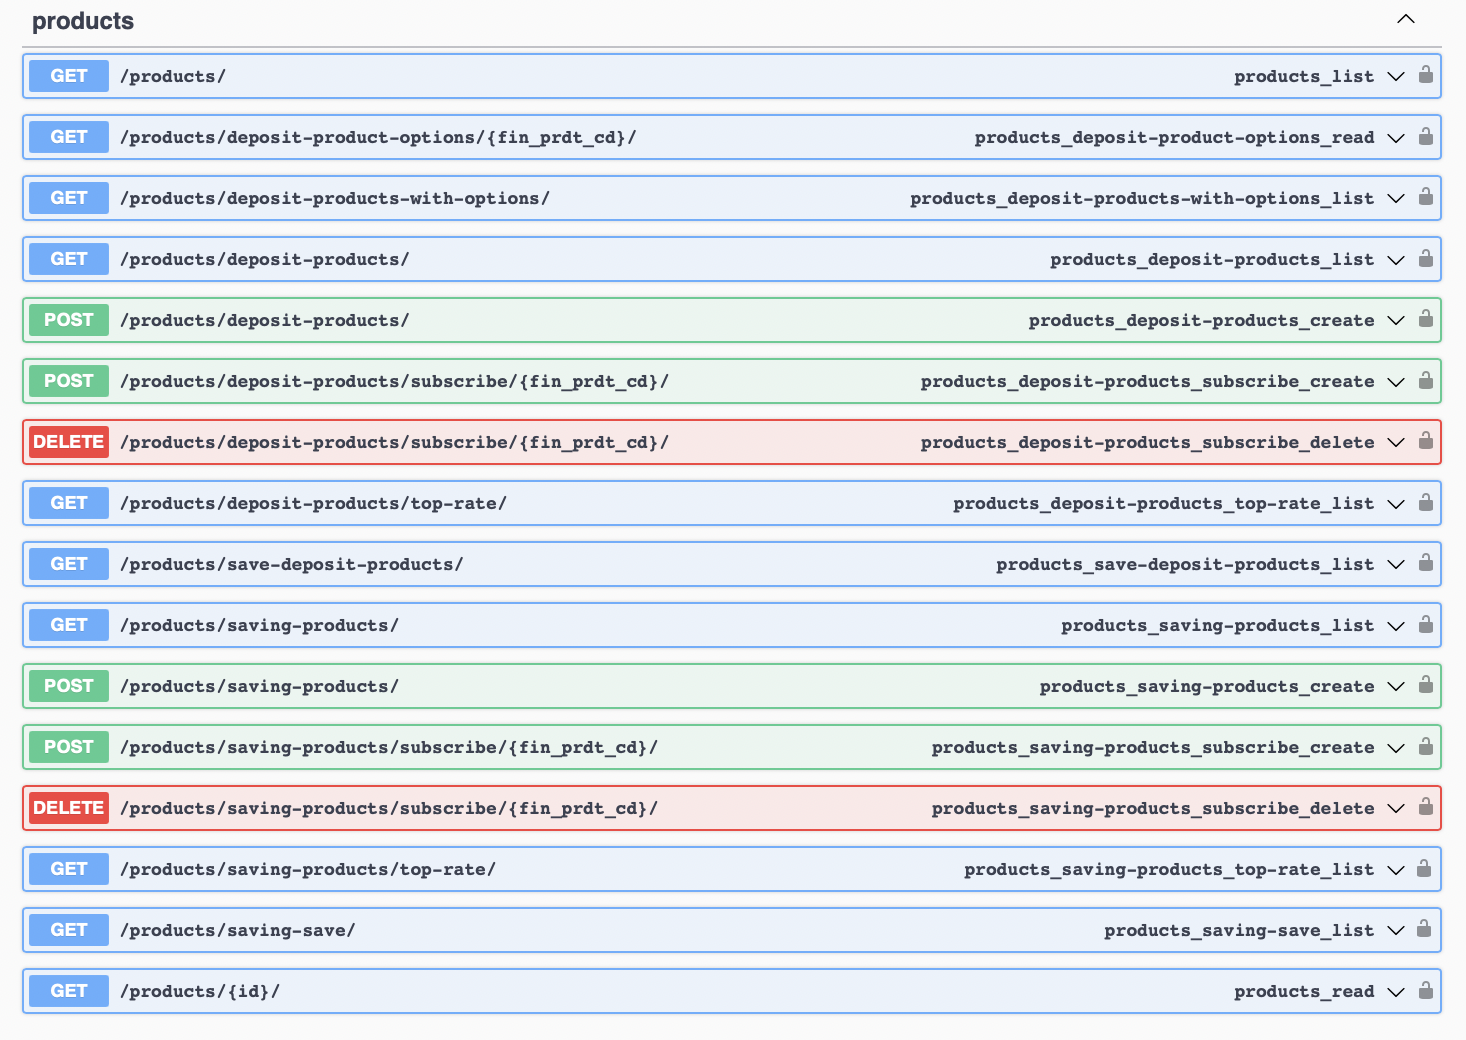 products
GET /products/ products_list
GET /products/deposit-product-options/{fin_prdt_cd}/ products_deposit-product-options_read
GET /products/deposit-products-with-options/ products_deposit-products-with-options_list
GET /products/deposit-products/ products_deposit-products_list
POST /products/deposit-products/ products_deposit-products_create
POST /products/deposit-products/subscribe/{fin_prdt_cd}/ products_deposit-products_subscribe_create
DELETE /products/deposit-products/subscribe/{fin_prdt_cd}/ products_deposit-products_subscribe_delete
GET /products/deposit-products/top-rate/ products_deposit-products_top-rate_list
GET /products/save-deposit-products/ products_save-deposit-products_list
GET /products/saving-products/ products_saving-products_list
POST /products/saving-products/ products_saving-products_create
POST /products/saving-products/subscribe/{fin_prdt_cd}/ products_saving-products_subscribe_create
DELETE /products/saving-products/subscribe/{fin_prdt_cd}/ products_saving-products_subscribe_delete
GET /products/saving-products/top-rate/ products_saving-products_top-rate_list
GET /products/saving-save/ products_saving-save_list
GET /products/{id}/ products_read